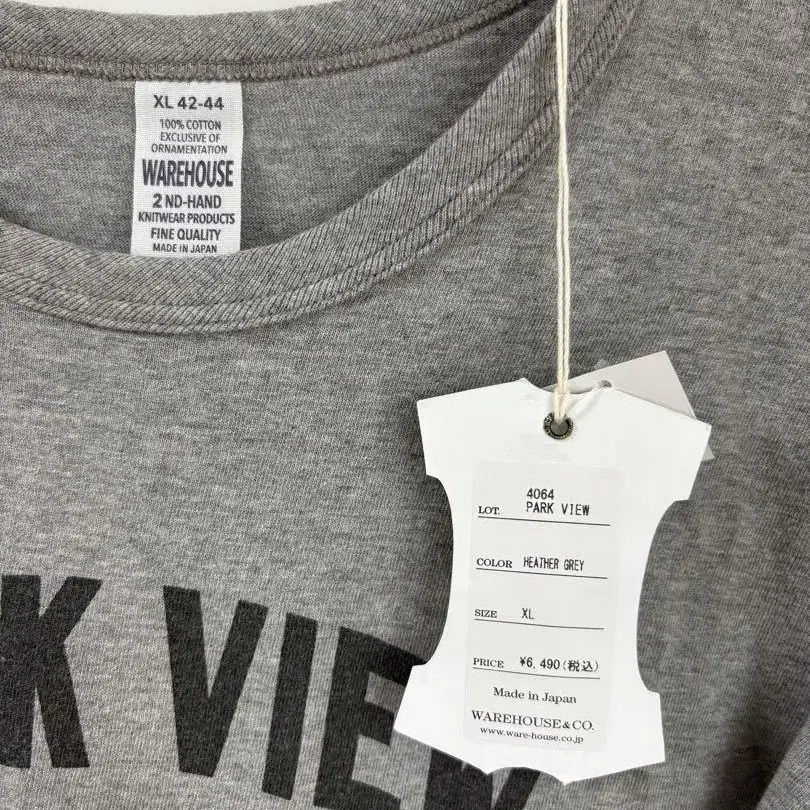 XL 42-44
100% COTTON
EXCLUSIVE OF
ORNAMENTATION
WAREHOUSE
2 ND-HAND
KNITWEAR PRODUCTS
FINE QUALITY
MADE IN JAPAN
4064
LOT. PARK VIEW
COLOR HEATHER GREY
SIZE XL
PRICE ¥6,490(税込)
Made in Japan
WAREHOUSE & CO.
www.ware-house.co.jp
K VIEW